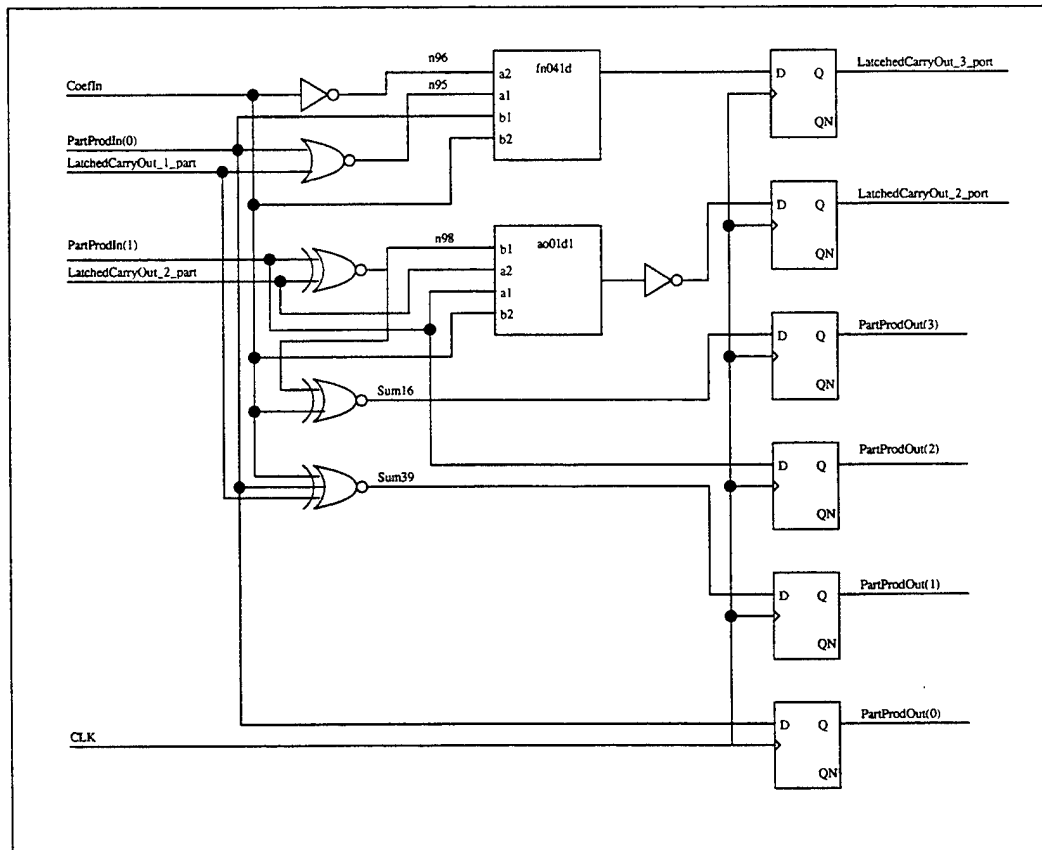 n96
fn041d
LatcehedCarryOut_3_port
a2
D Q
CoefIn
n95
a1
b1
QN
PartProdIn(0)
b2
LatchedCarryOut_1_part
LatchedCarryOut_2_port
D Q
PartProdIn(1)
n98
ao01d1
b1
QN
LatchedCarryOut_2_part
a2
a1
b2
PartProdOut(3)
D Q
Sum16
QN
PartProdOut(2)
D Q
Sum39
QN
PartProdOut(1)
D Q
QN
PartProdOut(0)
D Q
CLK
QN